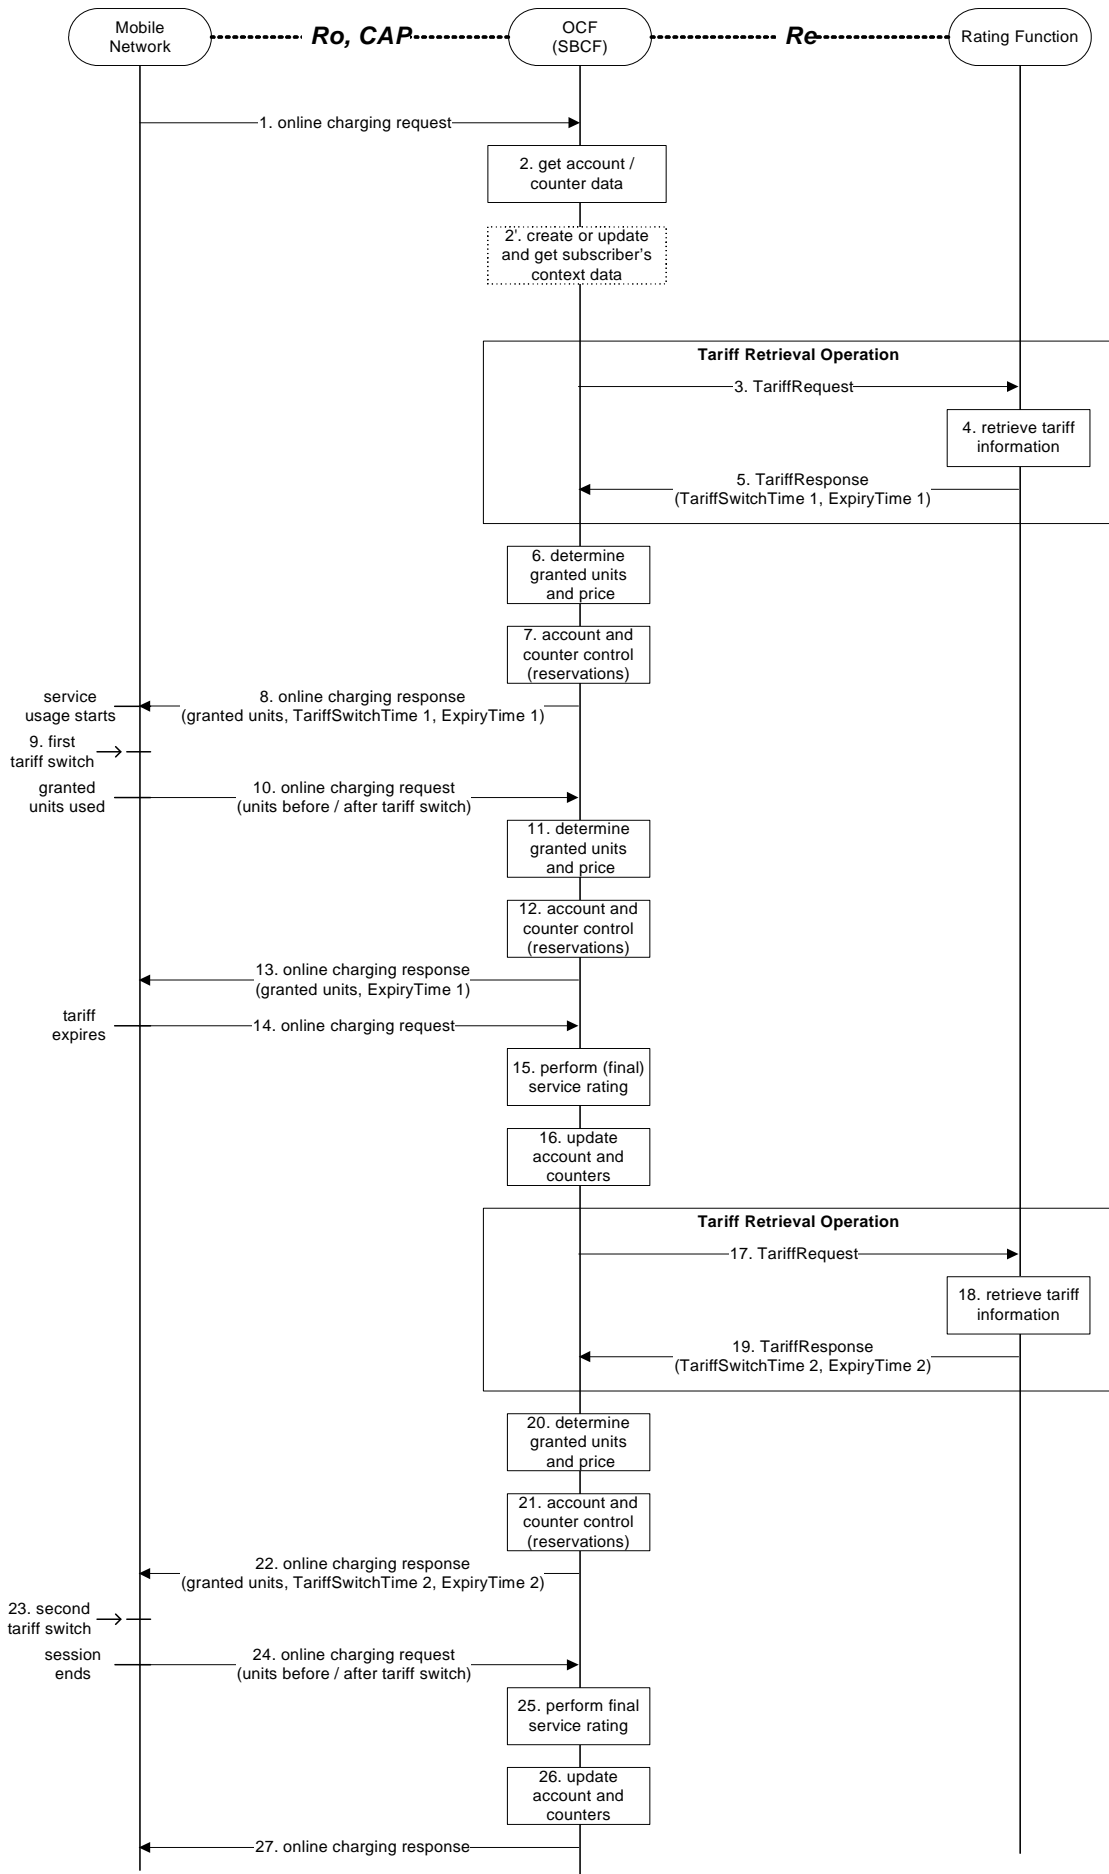 Mobile
Network
Ro, CAP
OCF
(SBCF)
Re
Rating Function
1. online charging request
2. get account /
counter data
2'. create or update
and get subscriber's
context data
Tariff Retrieval Operation
3. TariffRequest
4. retrieve tariff
information
5. TariffResponse
(TariffSwitchTime 1, ExpiryTime 1)
6. determine
granted units
and price
7. account and
counter control
(reservations)
service
usage starts
8. online charging response
(granted units, TariffSwitchTime 1, ExpiryTime 1)
9. first
tariff switch
granted
units used
10. online charging request
(units before / after tariff switch)
11. determine
granted units
and price
12. account and
counter control
(reservations)
13. online charging response
(granted units, ExpiryTime 1)
tariff
expires
14. online charging request
15. perform (final)
service rating
16. update
account and
counters
Tariff Retrieval Operation
17. TariffRequest
18. retrieve tariff
information
19. TariffResponse
(TariffSwitchTime 2, ExpiryTime 2)
20. determine
granted units
and price
21. account and
counter control
(reservations)
22. online charging response
(granted units, TariffSwitchTime 2, ExpiryTime 2)
23. second
tariff switch
session
ends
24. online charging request
(units before / after tariff switch)
25. perform final
service rating
26. update
account and
counters
27. online charging response